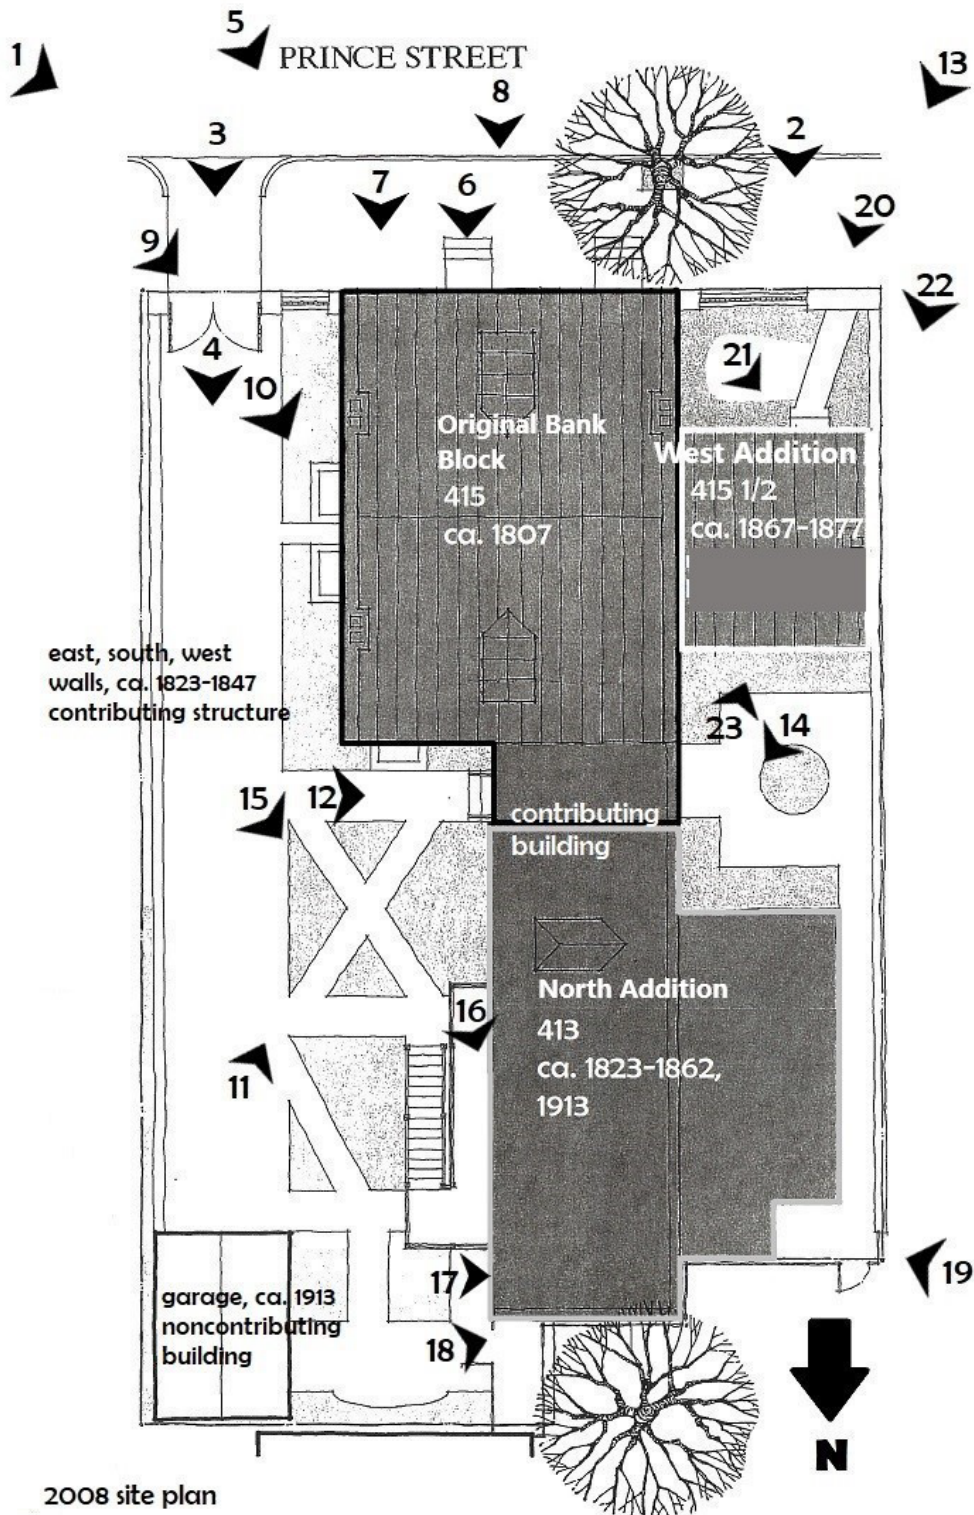 5
1
PRINCE STREET
13
8
2
3
7
6
20
9
22
4
21
10
Original Bank
Block
415
ca. 1807
West Addition
415 1/2
ca. 1867-1877
east, south, west
walls, ca. 1823-1847
contributing structure
23
14
15
12
contributing
building
North Addition
413
ca. 1823-1862,
1913
16
11
17
19
garage, ca. 1913
noncontributing
building
18
N
2008 site plan